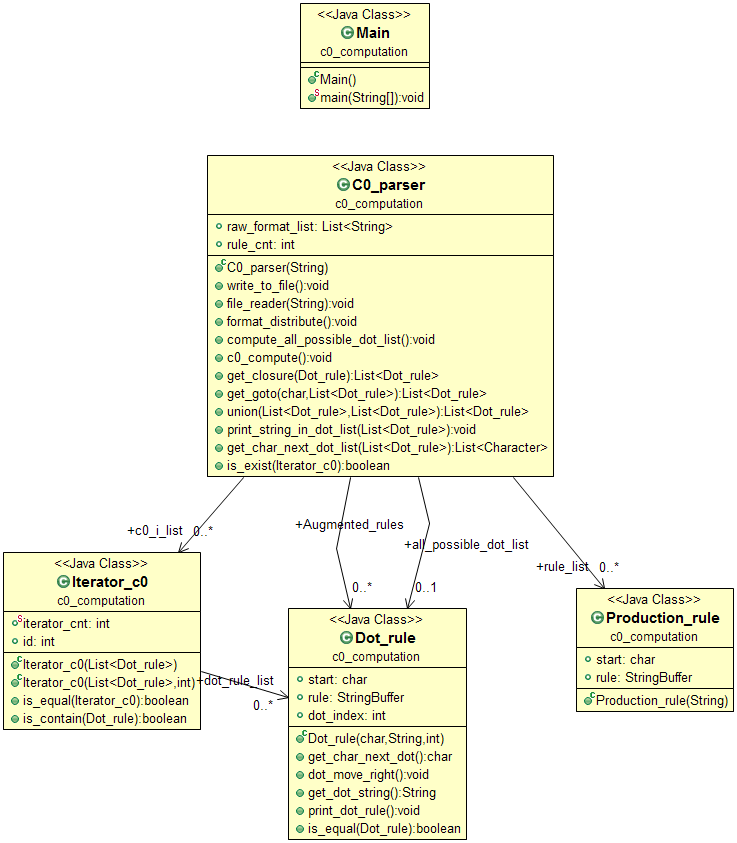 <<Java Class>>
Main
c0_computation
Main()
main(String[]):void
<<Java Class>>
C0_parser
c0_computation
raw_format_list: List<String>
rule_cnt: int
C0_parser(String)
write_to_file():void
file_reader(String):void
format_distribute():void
compute_all_possible_dot_list():void
c0_compute():void
get_closure(Dot_rule):List<Dot_rule>
get_goto(char,List<Dot_rule>):List<Dot_rule>
union(List<Dot_rule>,List<Dot_rule>):List<Dot_rule>
print_string_in_dot_list(List<Dot_rule>):void
get_char_next_dot_list(List<Dot_rule>):List<Character>
is_exist(Iterator_c0):boolean
+c0_i_list 0..*
+Augmented_rules
0..*
+all_possible_dot_list
0..1
+rule_list 0..*
<<Java Class>>
Iterator_c0
c0_computation
iterator_cnt: int
id: int
Iterator_c0(List<Dot_rule>)
Iterator_c0(List<Dot_rule>,int)
is_equal(Iterator_c0):boolean
is_contain(Dot_rule):boolean
+dot_rule_list
0..*
<<Java Class>>
Dot_rule
c0_computation
start: char
rule: StringBuffer
dot_index: int
Dot_rule(char,String,int)
get_char_next_dot():char
dot_move_right():void
get_dot_string():String
print_dot_rule():void
is_equal(Dot_rule):boolean
<<Java Class>>
Production_rule
c0_computation
start: char
rule: StringBuffer
Production_rule(String)